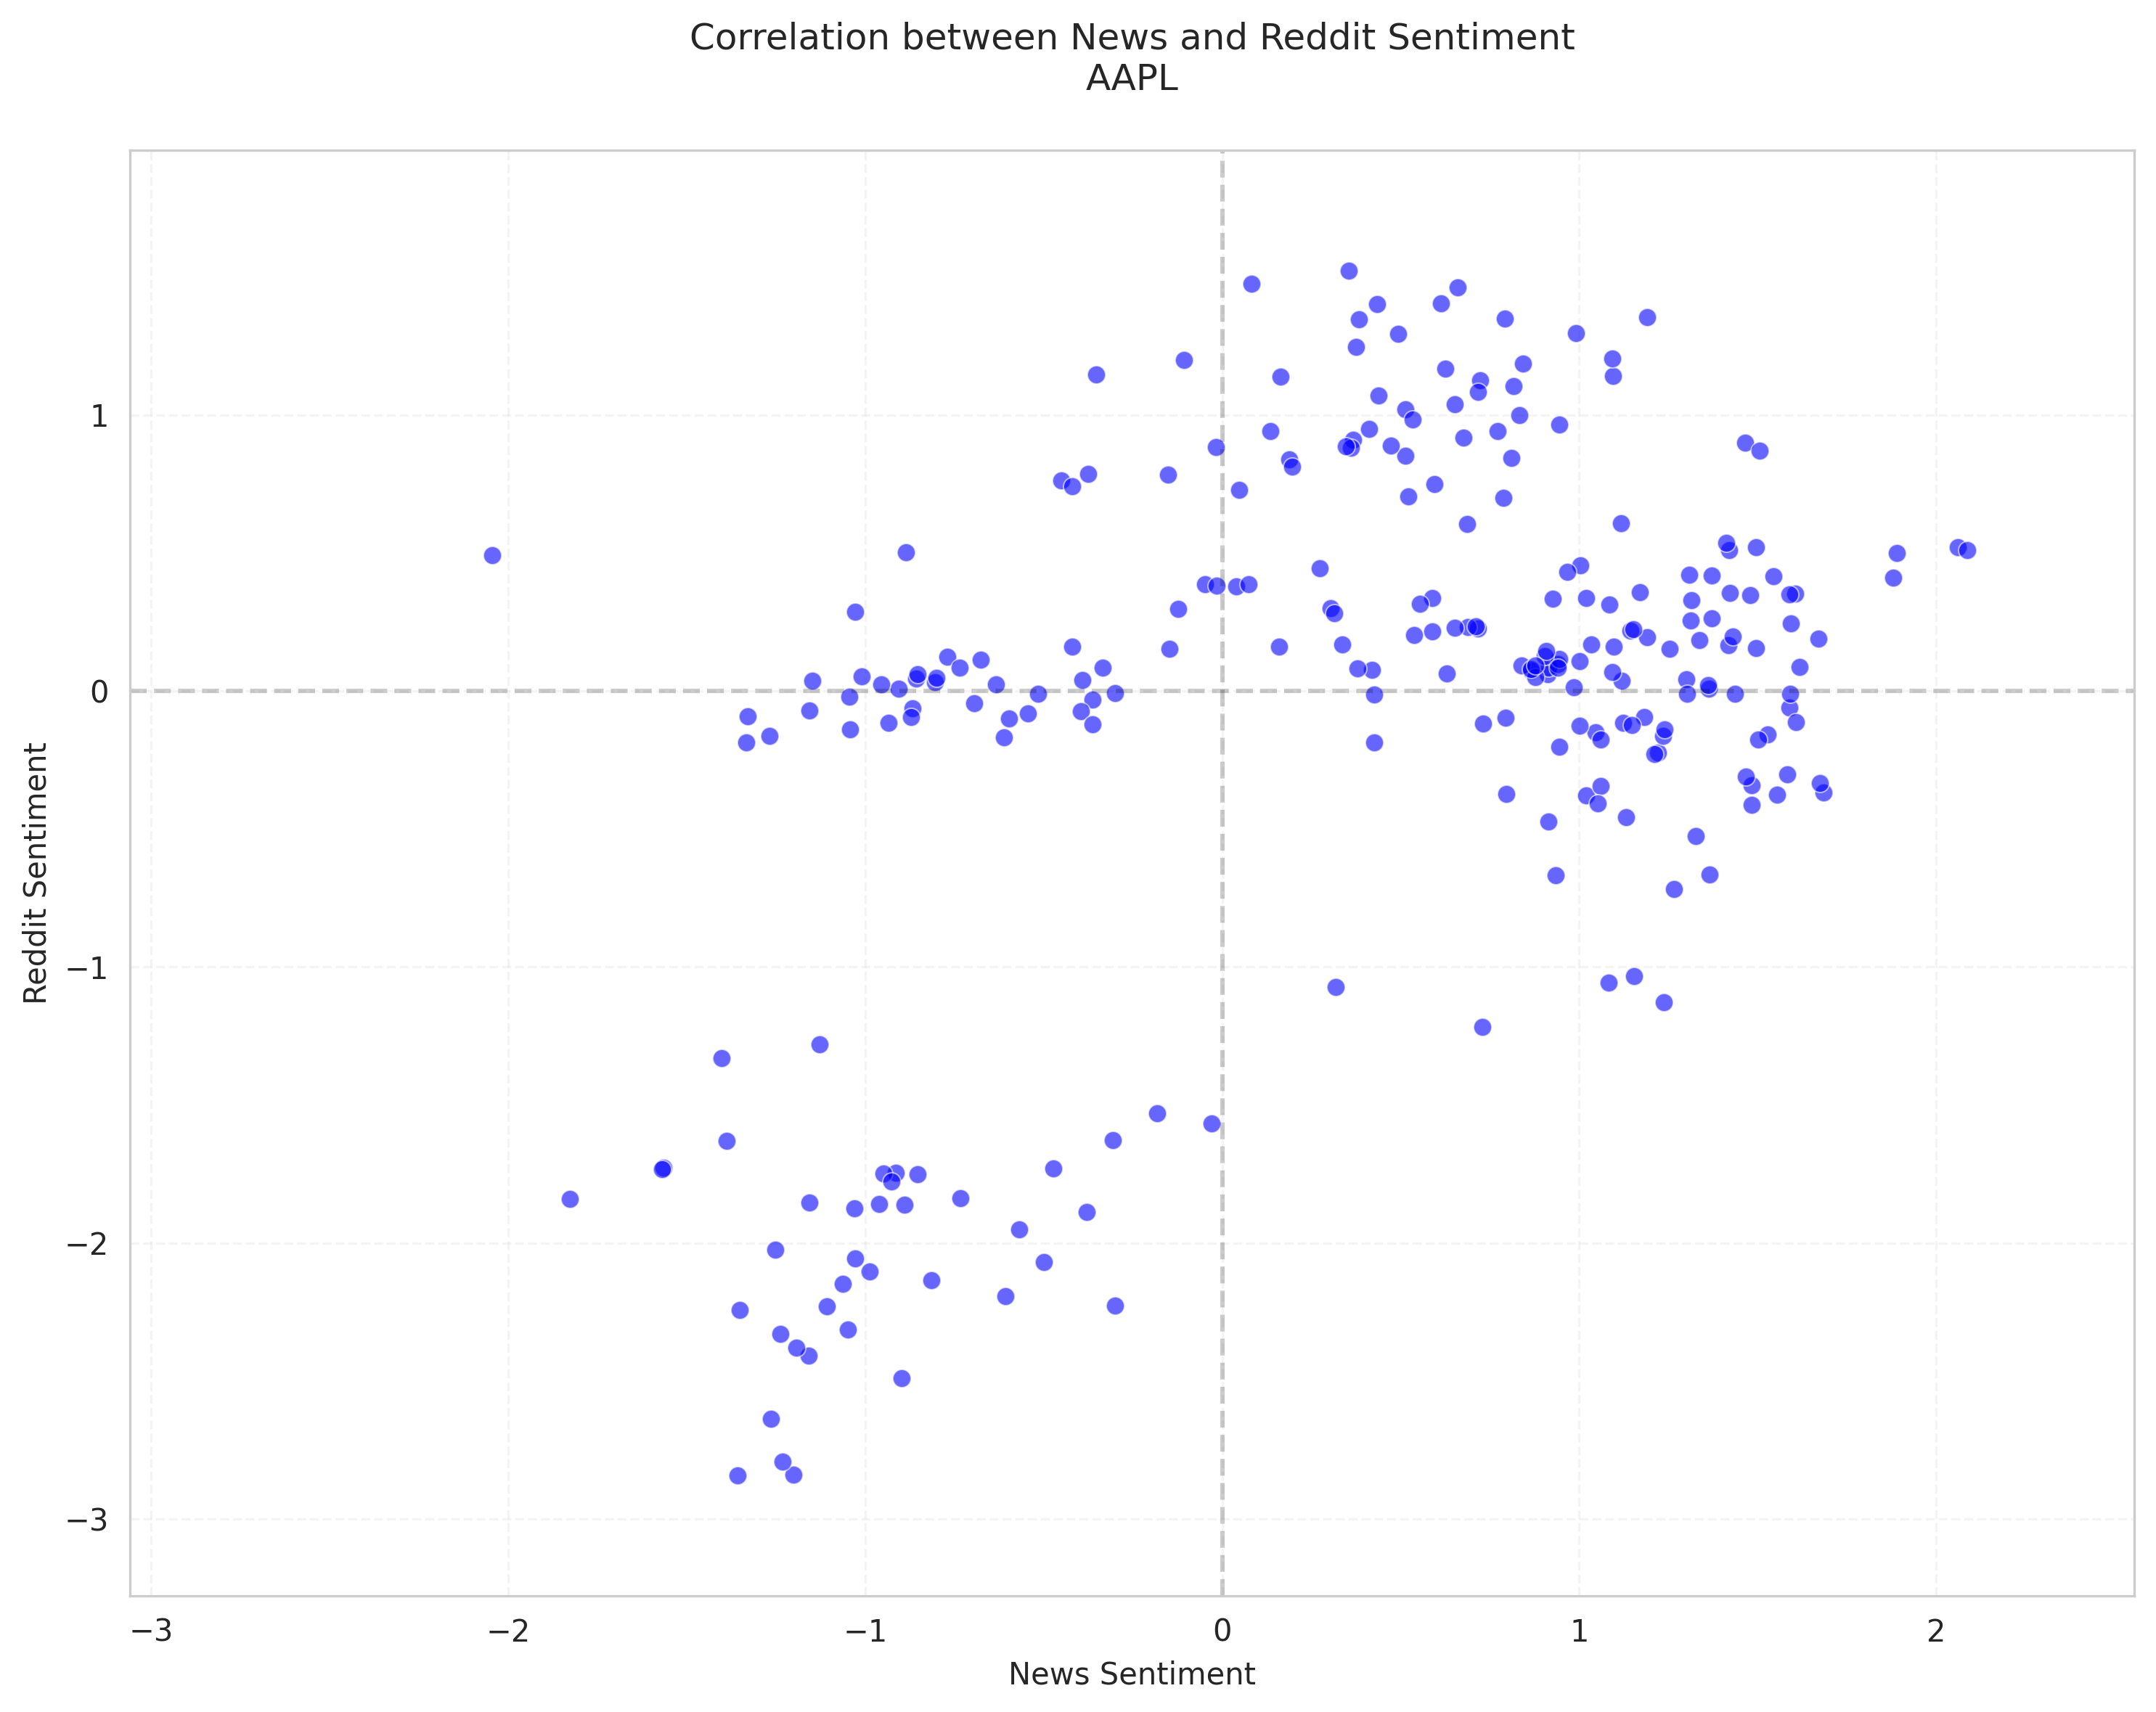 Correlation between News and Reddit Sentiment
AAPL
Reddit Sentiment
1
0
−1
−2
−3
−3
−2
−1
0
1
2
News Sentiment